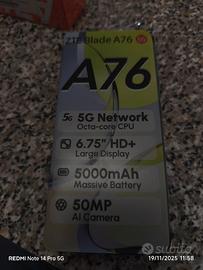 ZTE Blade A76 5G
A76
5G 5G Network
Octa-core CPU
6.75" HD+
Large Display
5000mAh
Massive Battery
50MP
AI Camera
subito
REDMI Note 14 Pro 5G
19/11/2025 11:58